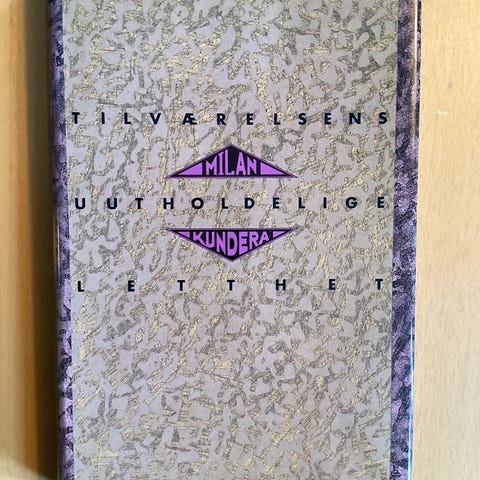 TILVÆRELSENS
MILAN
UUTHOLDELIGE
KUNDERA
LETTHET